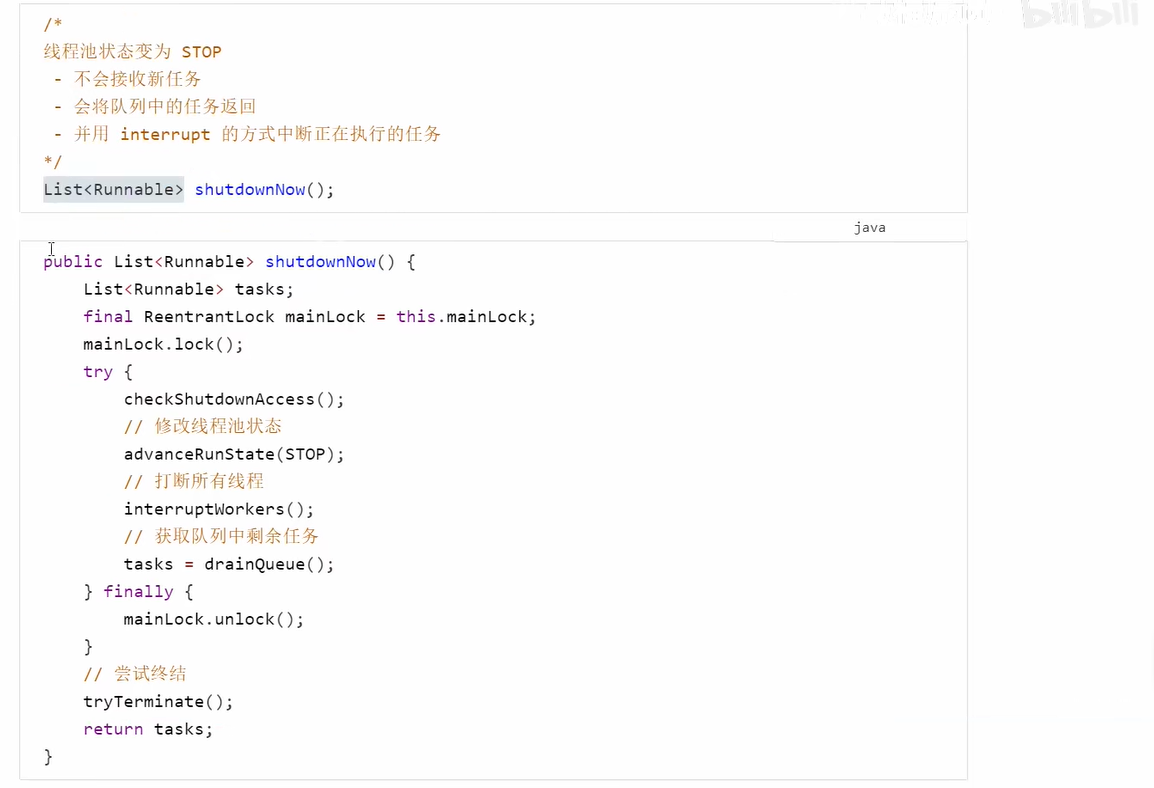 /*
线程池状态变为 STOP
- 不会接收新任务
- 会将队列中的任务返回
- 并用 interrupt 的方式中断正在执行的任务
*/
List<Runnable> shutdownNow();
java
public List<Runnable> shutdownNow() {
    List<Runnable> tasks;
    final ReentrantLock mainLock = this.mainLock;
    mainLock.lock();
    try {
        checkShutdownAccess();
        // 修改线程池状态
        advanceRunState(STOP);
        // 打断所有线程
        interruptWorkers();
        // 获取队列中剩余任务
        tasks = drainQueue();
    } finally {
        mainLock.unlock();
    }
    // 尝试终结
    tryTerminate();
    return tasks;
}
bilibili